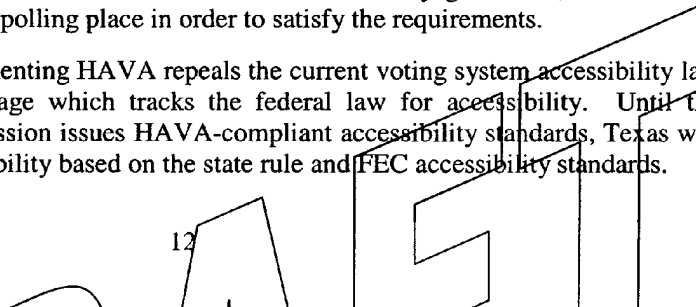 polling place in order to satisfy the requirements.
enting HAVA repeals the current voting system accessibility la
age which tracks the federal law for accessibility. Until t
ssion issues HAVA-compliant accessibility standards, Texas w
bility based on the state rule and FEC accessibility standards.
12